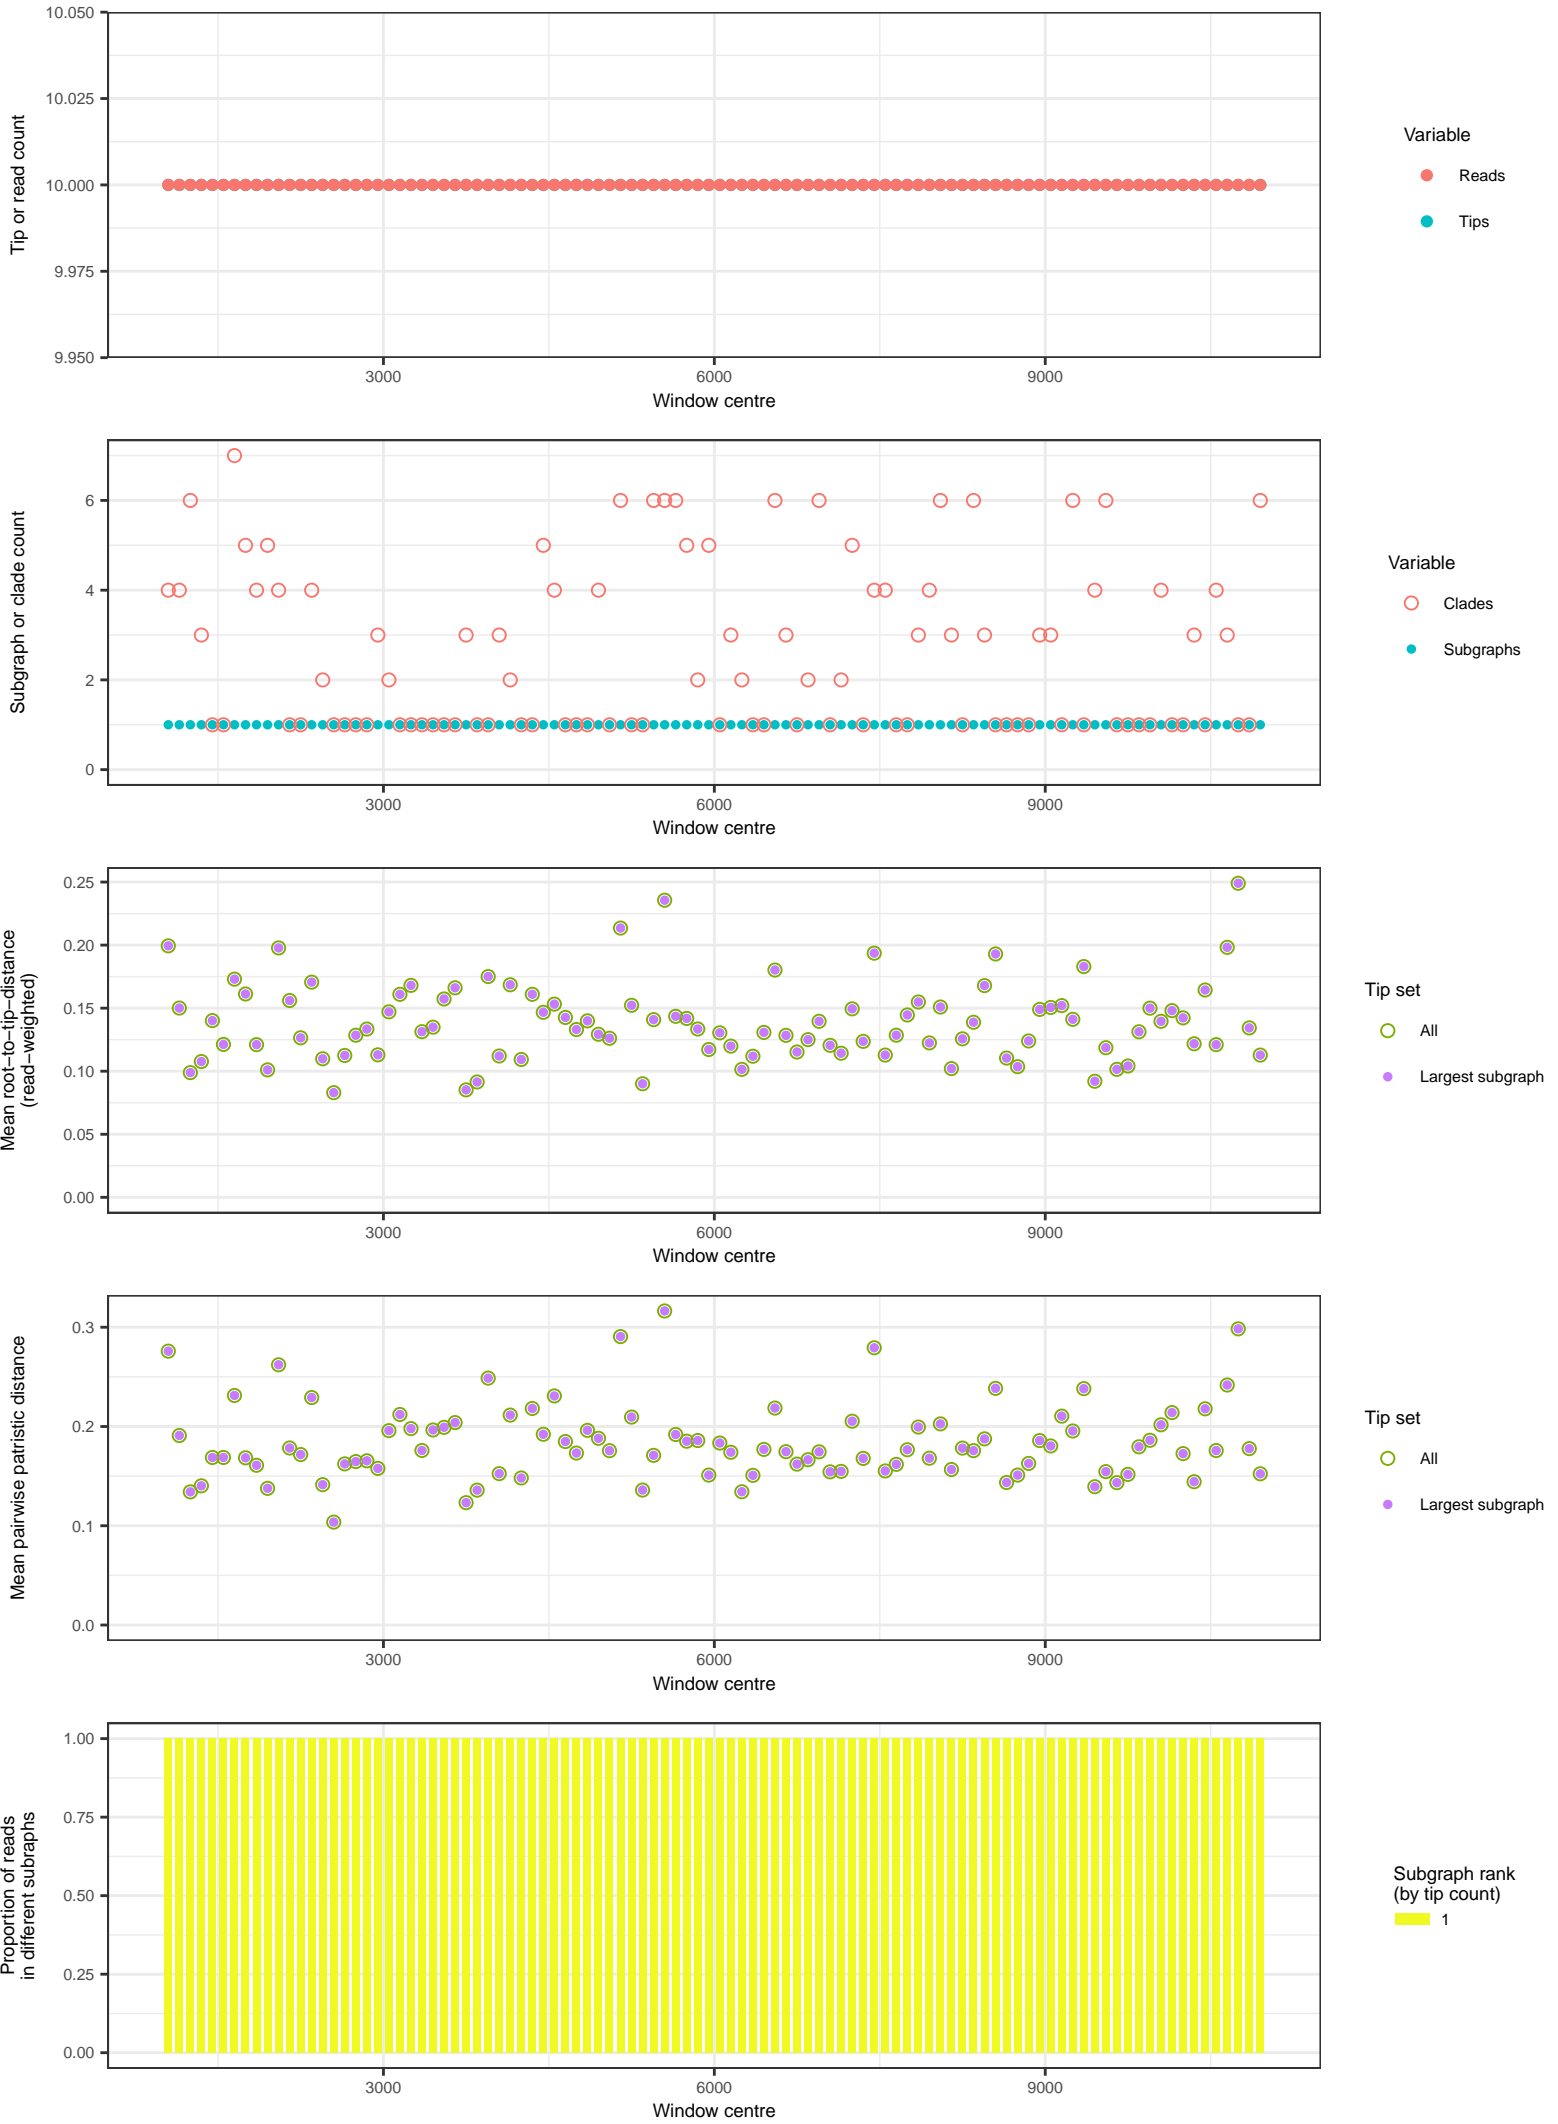 10.050
10.025
10.000
9.975
9.950
Tip or read count
3000
6000
9000
Window centre
Variable
Reads
Tips
6
4
2
0
Subgraph or clade count
3000
6000
9000
Window centre
Variable
Clades
Subgraphs
0.25
0.20
0.15
0.10
0.05
0.00
Mean root−to−tip−distance
(read−weighted)
3000
6000
9000
Window centre
Tip set
All
Largest subgraph
0.3
0.2
0.1
0.0
Mean pairwise patristic distance
3000
6000
9000
Window centre
Tip set
All
Largest subgraph
1.00
0.75
0.50
0.25
0.00
Proportion of reads
in different subraphs
3000
6000
9000
Window centre
Subgraph rank
(by tip count)
1